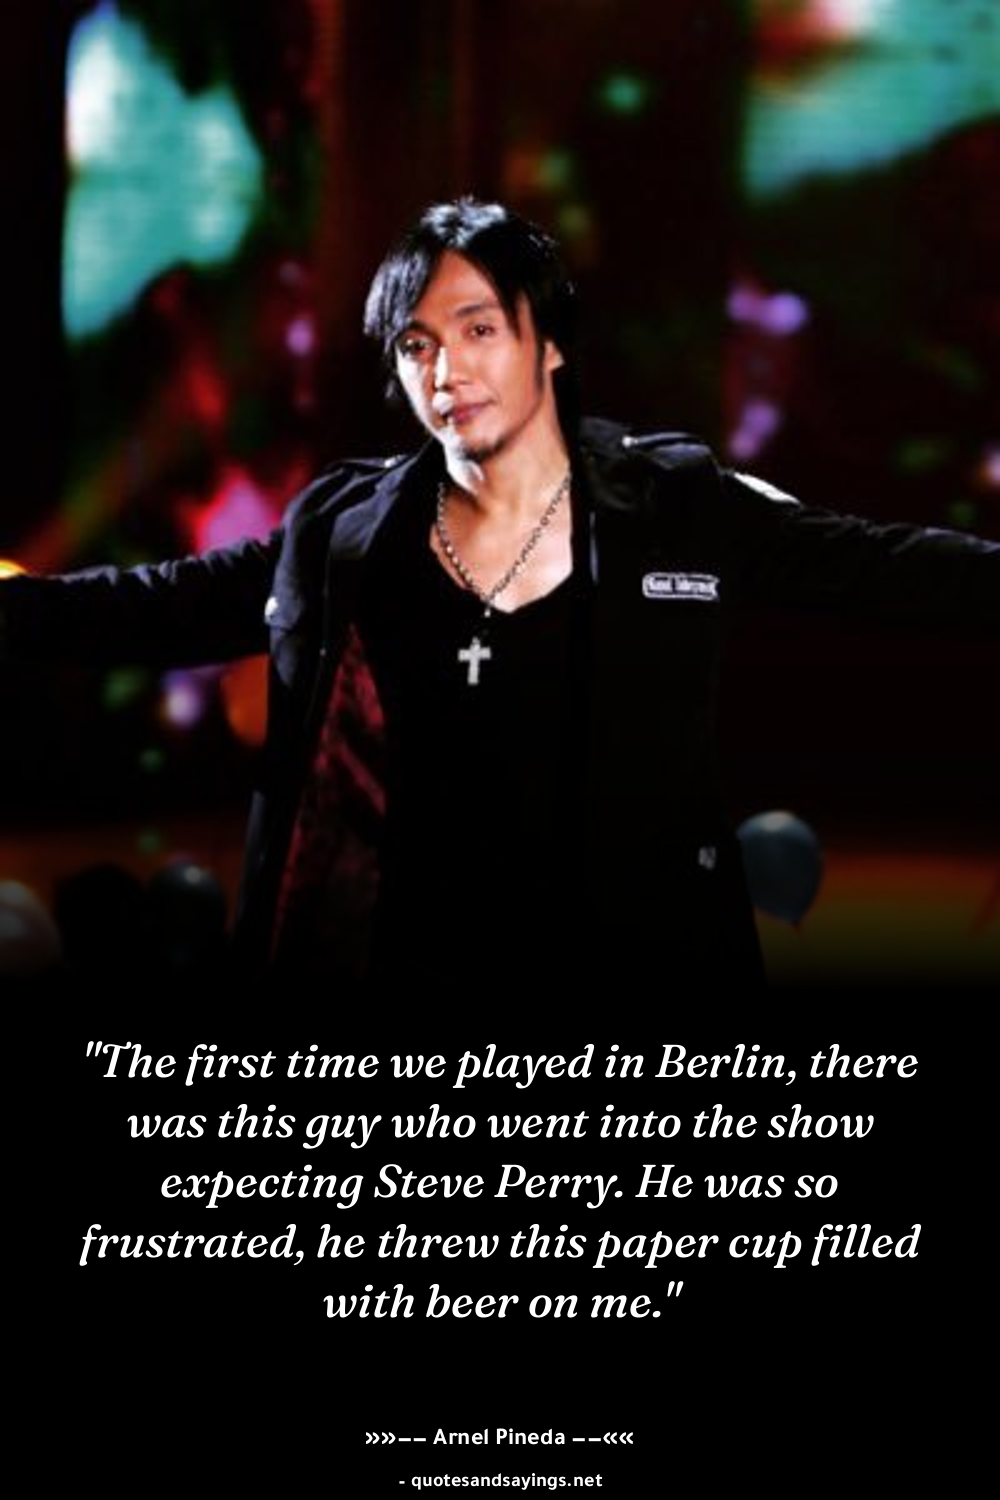 "The first time we played in Berlin, there
was this guy who went into the show
expecting Steve Perry. He was so
frustrated, he threw this paper cup filled
with beer on me."
»»−− Arnel Pineda −−««
- quotesandsayings.net